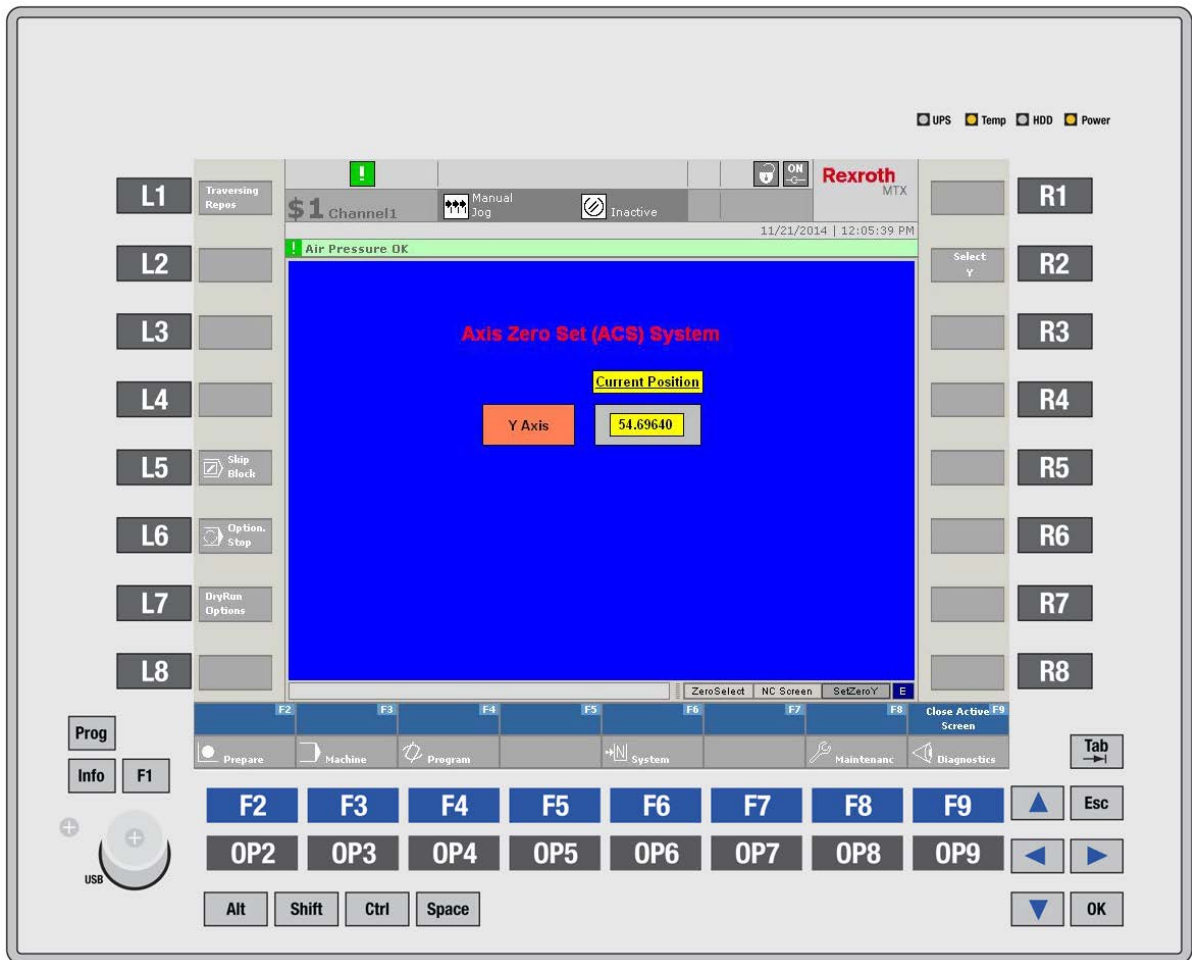 UPS Temp HDD Power
L1
L2
L3
L4
L5
L6
L7
L8
Traversing
Repos
Skip
Block
Option.
Stop
DryRun
Options
!
ON
Rexroth
MTX
$1 Channel1
Manual
Jog
Inactive
11/21/2014 | 12:05:39 PM
! Air Pressure OK
Axis Zero Set (ACS) System
Current Position
Y Axis
54.69640
ZeroSelect NC Screen SetZeroY E
Select
Y
R1
R2
R3
R4
R5
R6
R7
R8
F2 F3 F4 F5 F6 F7 F8 Close Active F9
Screen
Prepare Machine Program →N System Maintenanc Diagnostics
Prog
Info F1
USB
F2 F3 F4 F5 F6 F7 F8 F9
OP2 OP3 OP4 OP5 OP6 OP7 OP8 OP9
Alt Shift Ctrl Space
Tab
Esc
OK